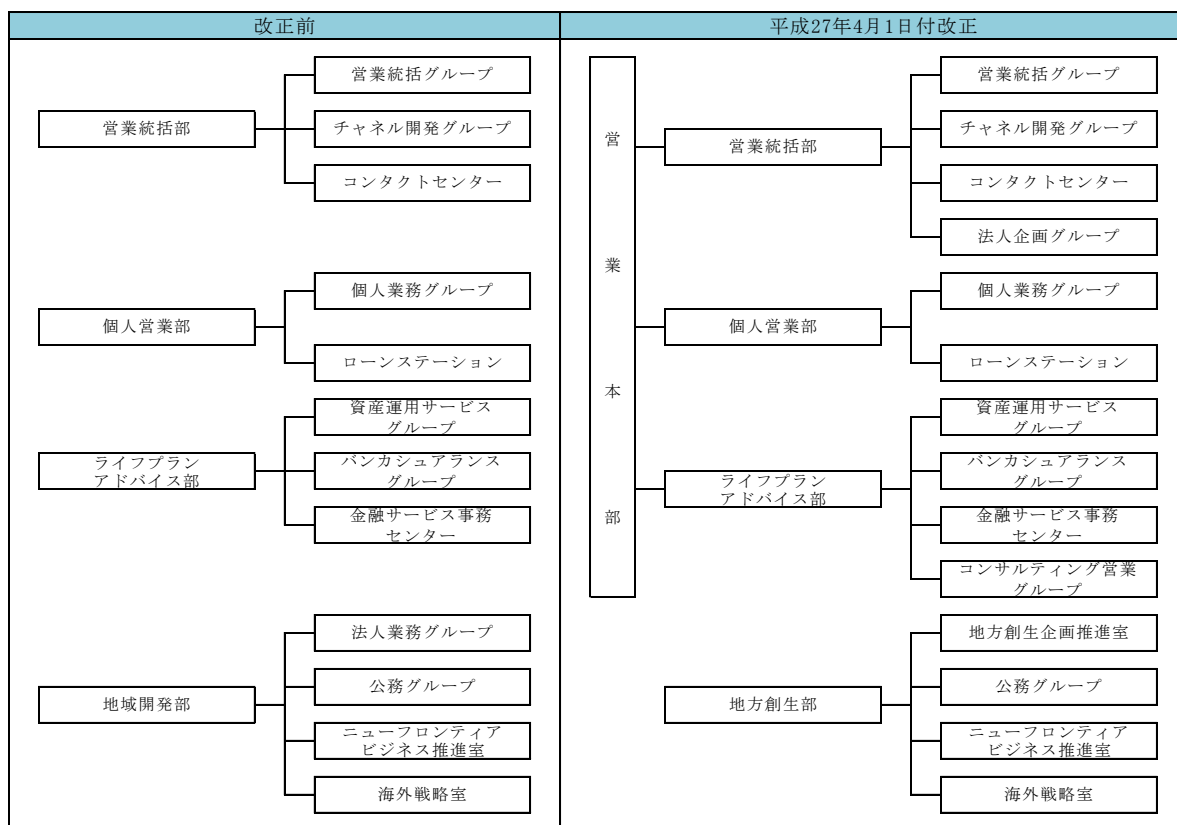 改正前
営業統括部
営業統括グループ
チャネル開発グループ
コンタクトセンター
個人営業部
個人業務グループ
ローンステーション
ライフプラン
アドバイス部
資産運用サービス
グループ
バンカシュアランス
グループ
金融サービス事務
センター
地域開発部
法人業務グループ
公務グループ
ニューフロンティア
ビジネス推進室
海外戦略室
平成27年4月1日付改正
営
業
本
部
営業統括部
営業統括グループ
チャネル開発グループ
コンタクトセンター
法人企画グループ
個人営業部
個人業務グループ
ローンステーション
ライフプラン
アドバイス部
資産運用サービス
グループ
バンカシュアランス
グループ
金融サービス事務
センター
コンサルティング営業
グループ
地方創生部
地方創生企画推進室
公務グループ
ニューフロンティア
ビジネス推進室
海外戦略室